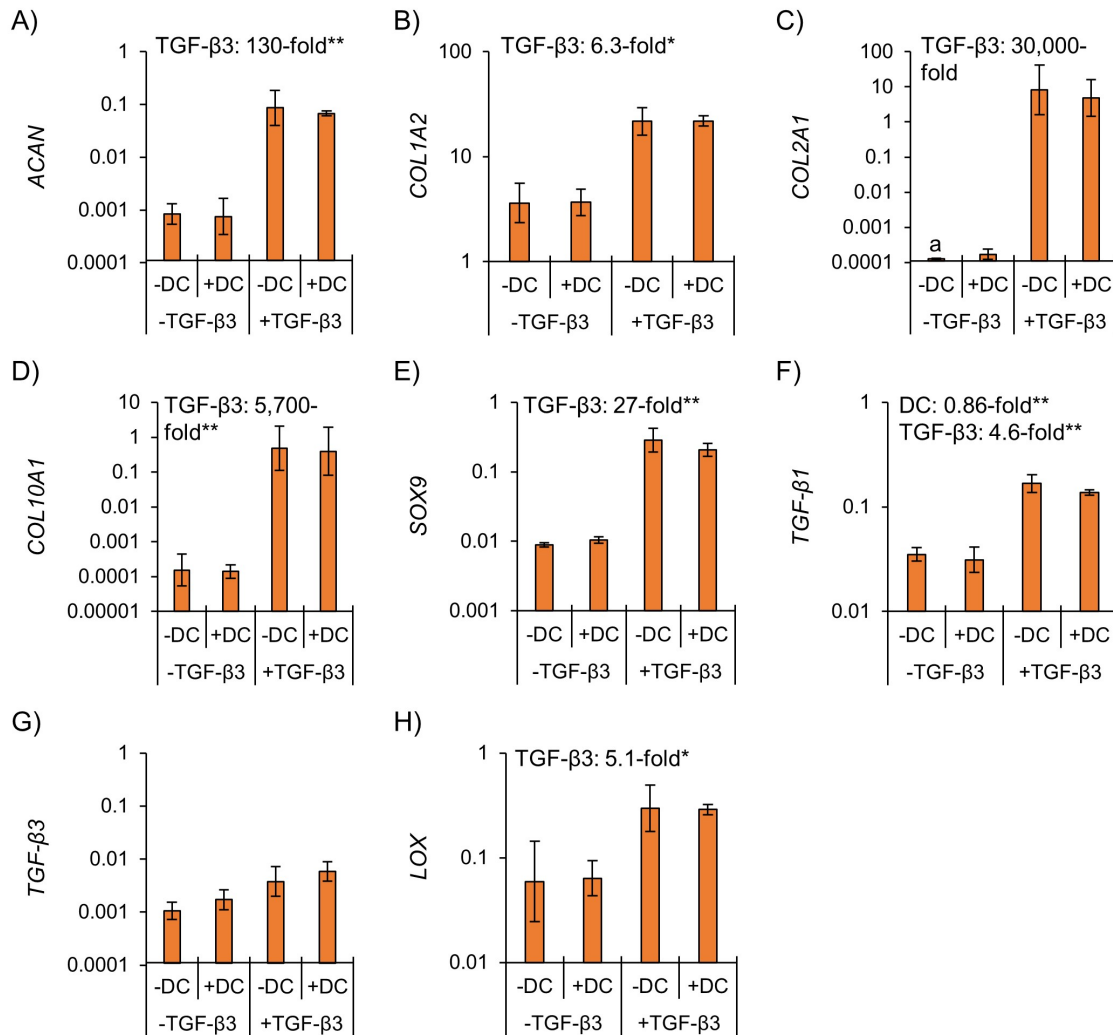 A)
TGF-β3: 130-fold**
1
0.1
0.01
0.001
0.0001
ACAN
-DC +DC -DC +DC
-TGF-β3 +TGF-β3
B)
TGF-β3: 6.3-fold*
100
10
1
COL1A2
-DC +DC -DC +DC
-TGF-β3 +TGF-β3
C)
TGF-β3: 30,000-
fold
100
10
1
0.1
0.01
0.001
0.0001
COL2A1
a
-DC +DC -DC +DC
-TGF-β3 +TGF-β3
D)
TGF-β3: 5,700-
fold**
10
1
0.1
0.01
0.001
0.0001
0.00001
COL10A1
-DC +DC -DC +DC
-TGF-β3 +TGF-β3
E)
TGF-β3: 27-fold**
1
0.1
0.01
0.001
SOX9
-DC +DC -DC +DC
-TGF-β3 +TGF-β3
F)
DC: 0.86-fold**
TGF-β3: 4.6-fold**
1
0.1
0.01
TGF-β1
-DC +DC -DC +DC
-TGF-β3 +TGF-β3
G)
1
0.1
0.01
0.001
0.0001
TGF-β3
-DC +DC -DC +DC
-TGF-β3 +TGF-β3
H)
TGF-β3: 5.1-fold*
1
0.1
0.01
LOX
-DC +DC -DC +DC
-TGF-β3 +TGF-β3